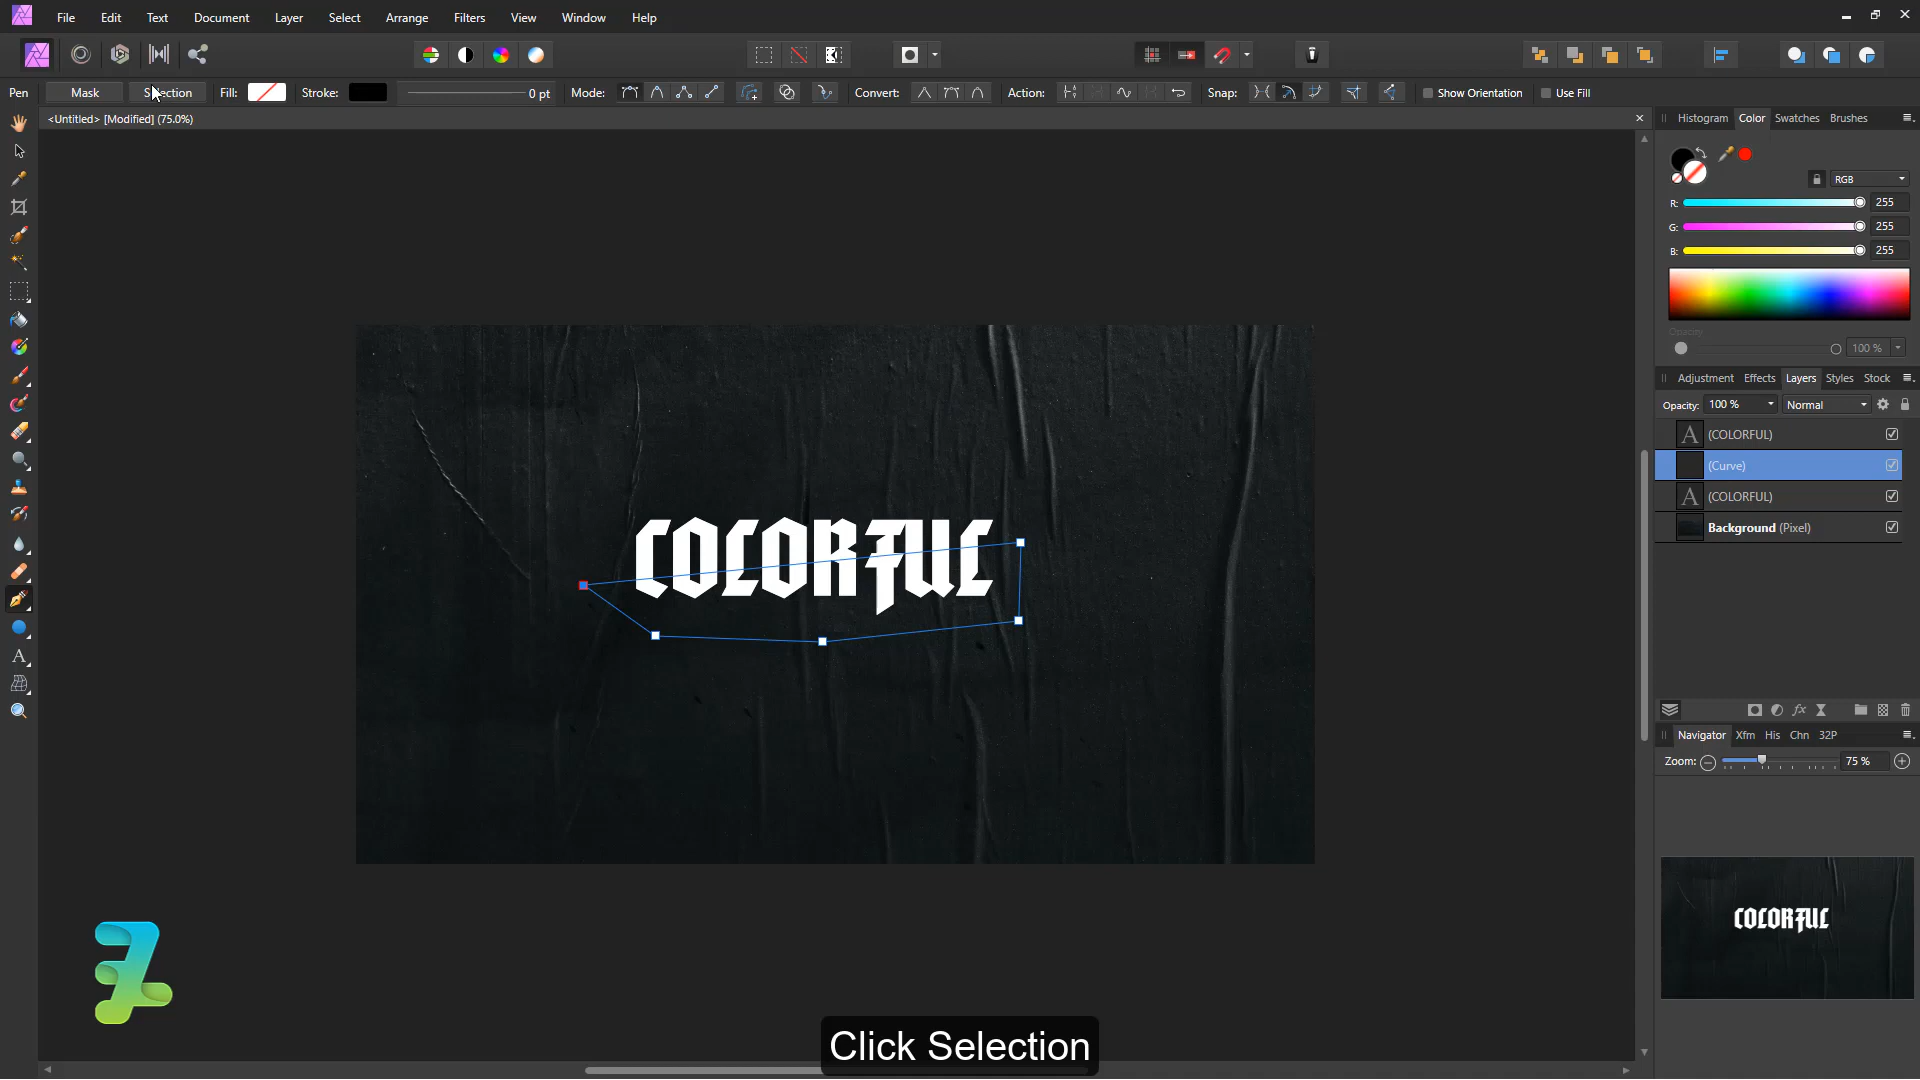 File Edit Text Document Layer Select Arrange Filters View Window Help
Pen Mask Selection Fill: Stroke: 0 pt Mode: Convert: Action: Snap: Show Orientation Use Fill
<Untitled> [Modified] (75.0%)
Histogram Color Swatches Brushes
RGB
R: 255
G: 255
B: 255
Opacity
100 %
Adjustment Effects Layers Styles Stock
Opacity: 100 % Normal
A (COLORFUL)
(Curve)
A (COLORFUL)
Background (Pixel)
fx
Navigator Xfm His Chn 32P
Zoom: 75 %
COLORFUL
COLORFUL
Click Selection